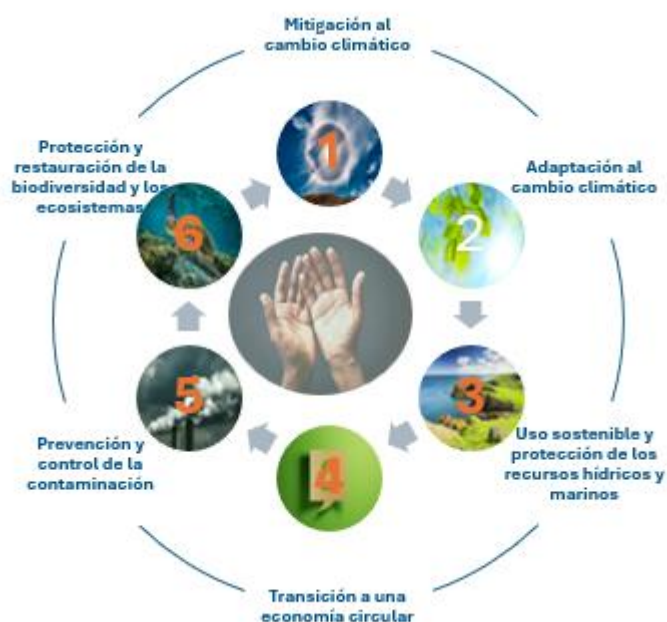 Mitigación al
cambio climático
1
Adaptación al
cambio climático
2
Uso sostenible y
protección de los
recursos hídricos y
marinos
3
Transición a una
economía circular
4
Prevención y
control de la
contaminación
5
Protección y
restauración de la
biodiversidad y los
ecosistemas
6